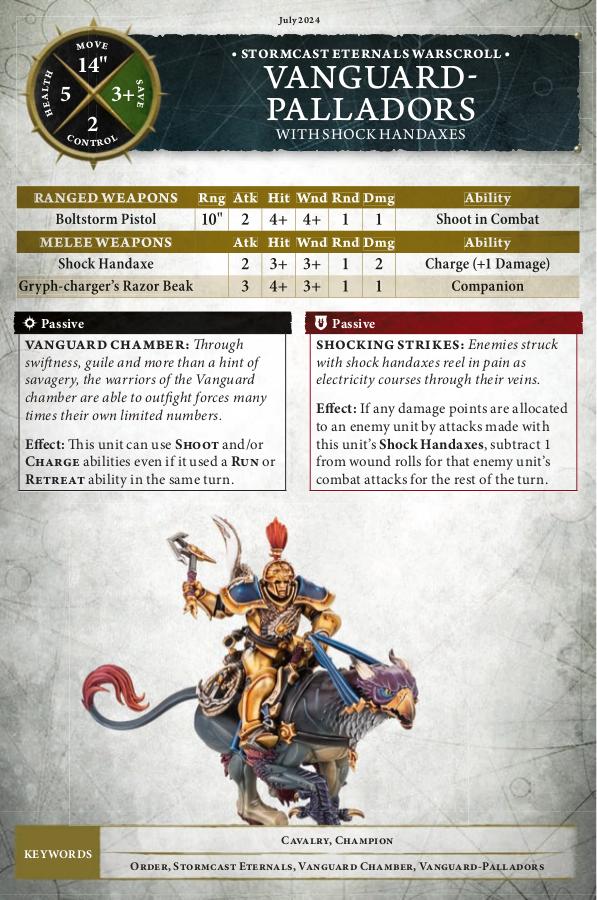 July 2024
MOVE
14"
HEALTH
5
3+
SAVE
2
CONTROL
• STORMCAST ETERNALS WARSCROLL •
VANGUARD-
PALLADORS
WITH SHOCK HANDAXES
RANGED WEAPONS Rng Atk Hit Wnd Rnd Dmg Ability
Boltstorm Pistol 10" 2 4+ 4+ 1 1 Shoot in Combat
MELEE WEAPONS Atk Hit Wnd Rnd Dmg Ability
Shock Handaxe 2 3+ 3+ 1 2 Charge (+1 Damage)
Gryph-charger's Razor Beak 3 4+ 3+ 1 1 Companion
Passive
VANGUARD CHAMBER: Through
swiftness, guile and more than a hint of
savagery, the warriors of the Vanguard
chamber are able to outfight forces many
times their own limited numbers.
Effect: This unit can use SHOOT and/or
CHARGE abilities even if it used a RUN or
RETREAT ability in the same turn.
Passive
SHOCKING STRIKES: Enemies struck
with shock handaxes reel in pain as
electricity courses through their veins.
Effect: If any damage points are allocated
to an enemy unit by attacks made with
this unit's Shock Handaxes, subtract 1
from wound rolls for that enemy unit's
combat attacks for the rest of the turn.
KEYWORDS
CAVALRY, CHAMPION
ORDER, STORMCAST ETERNALS, VANGUARD CHAMBER, VANGUARD-PALLADORS